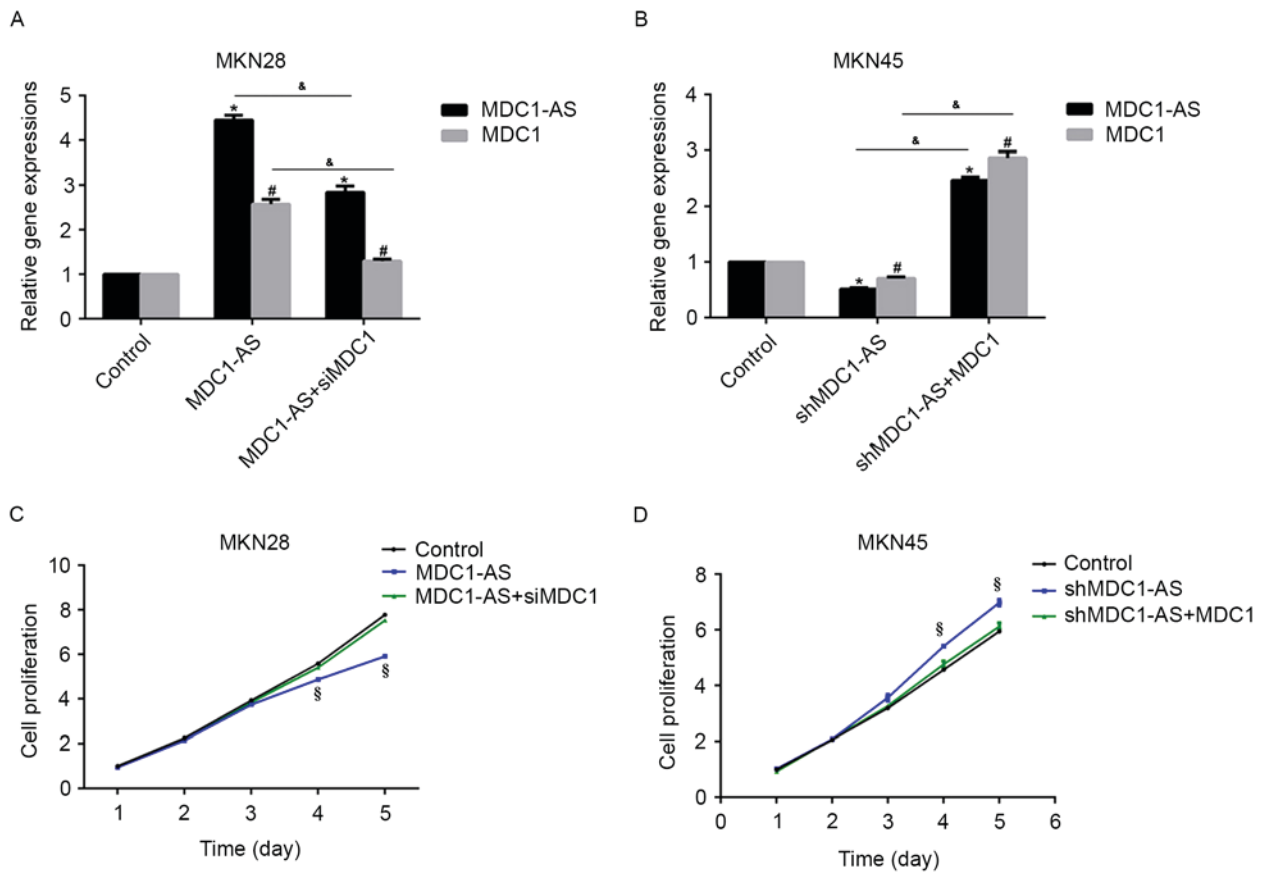 A
MKN28
Relative gene expressions
5
4
3
2
1
0
*
#
*
#
&
&
Control
MDC1-AS
MDC1-AS+siMDC1
MDC1-AS
MDC1
B
MKN45
Relative gene expressions
4
3
2
1
0
*
#
*
#
&
&
Control
shMDC1-AS
shMDC1-AS+MDC1
MDC1-AS
MDC1
C
MKN28
Cell proliferation
10
8
6
4
2
0
§
§
1 2 3 4 5
Time (day)
Control
MDC1-AS
MDC1-AS+siMDC1
D
MKN45
Cell proliferation
8
6
4
2
0
§
§
0 1 2 3 4 5 6
Time (day)
Control
shMDC1-AS
shMDC1-AS+MDC1